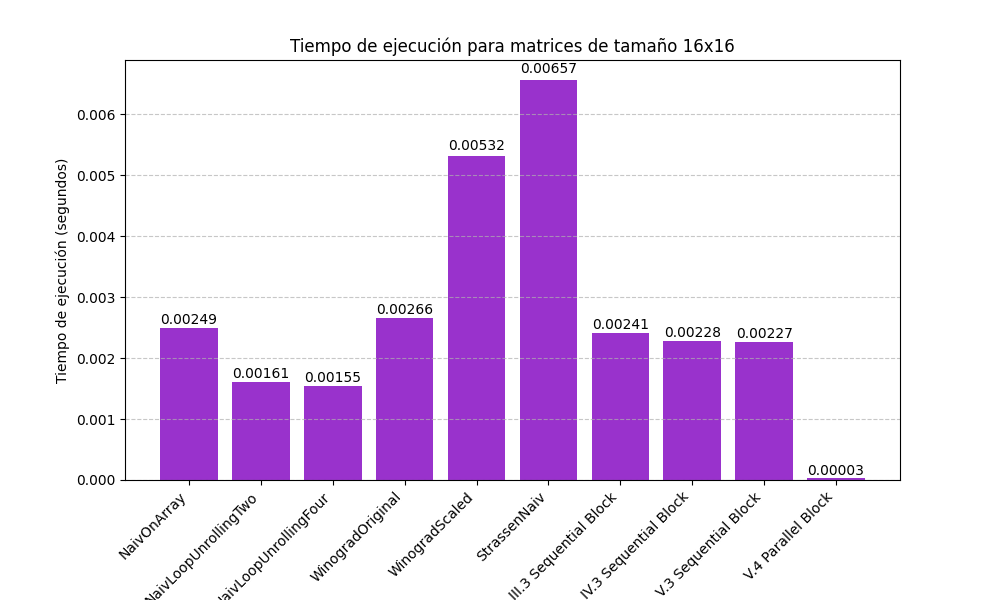 Tiempo de ejecución para matrices de tamaño 16x16
Tiempo de ejecución (segundos)
0.006
0.005
0.004
0.003
0.002
0.001
0.000
0.00249
0.00161
0.00155
0.00266
0.00532
0.00657
0.00241
0.00228
0.00227
0.00003
NaivOnArray
NaivLoopUnrollingTwo
NaivLoopUnrollingFour
WinogradOriginal
WinogradScaled
StrassenNaiv
III.3 Sequential Block
IV.3 Sequential Block
V.3 Sequential Block
V.4 Parallel Block